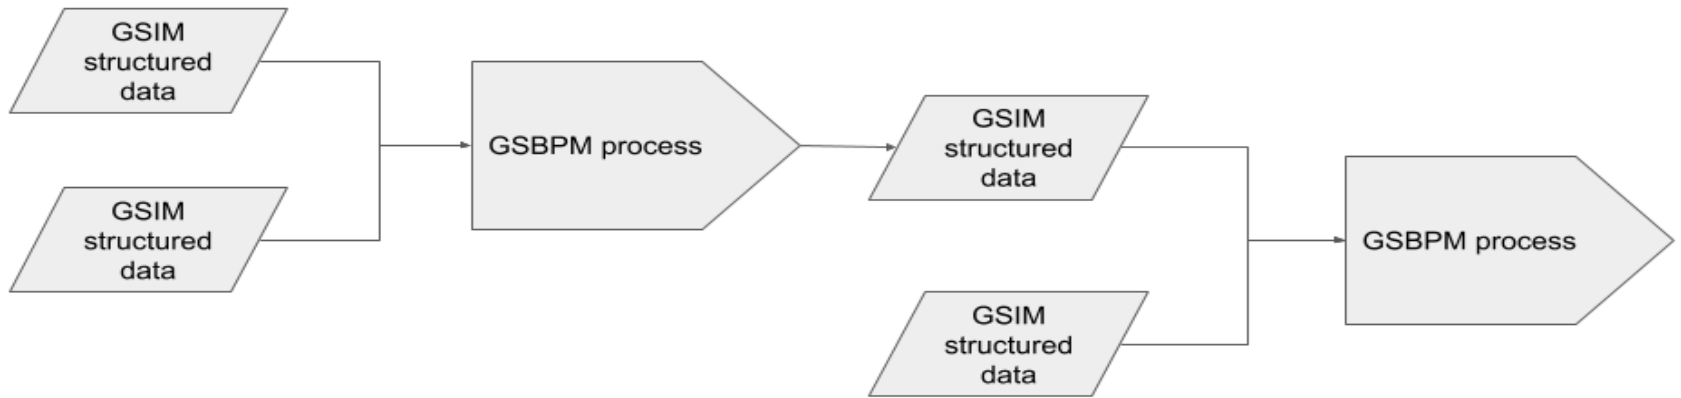 GSIM
structured
data
GSIM
structured
data
GSBPM process
GSIM
structured
data
GSIM
structured
data
GSBPM process